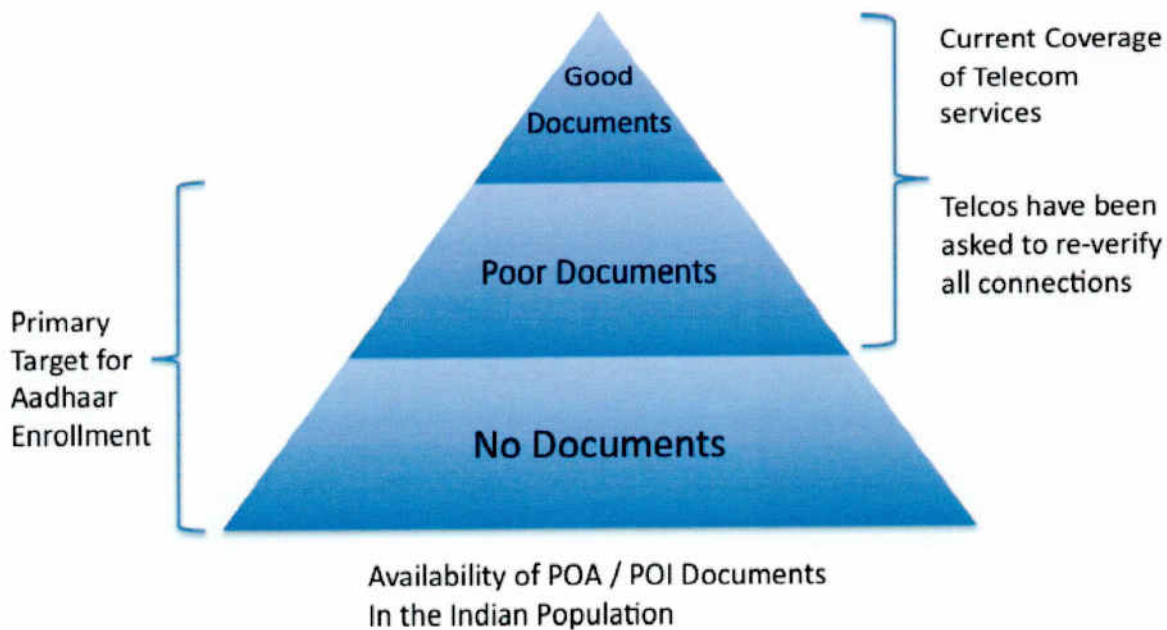 Good
Documents
Poor Documents
No Documents
Current Coverage
of Telecom
services
Telcos have been
asked to re-verify
all connections
Primary
Target for
Aadhaar
Enrollment
Availability of POA / POI Documents
In the Indian Population